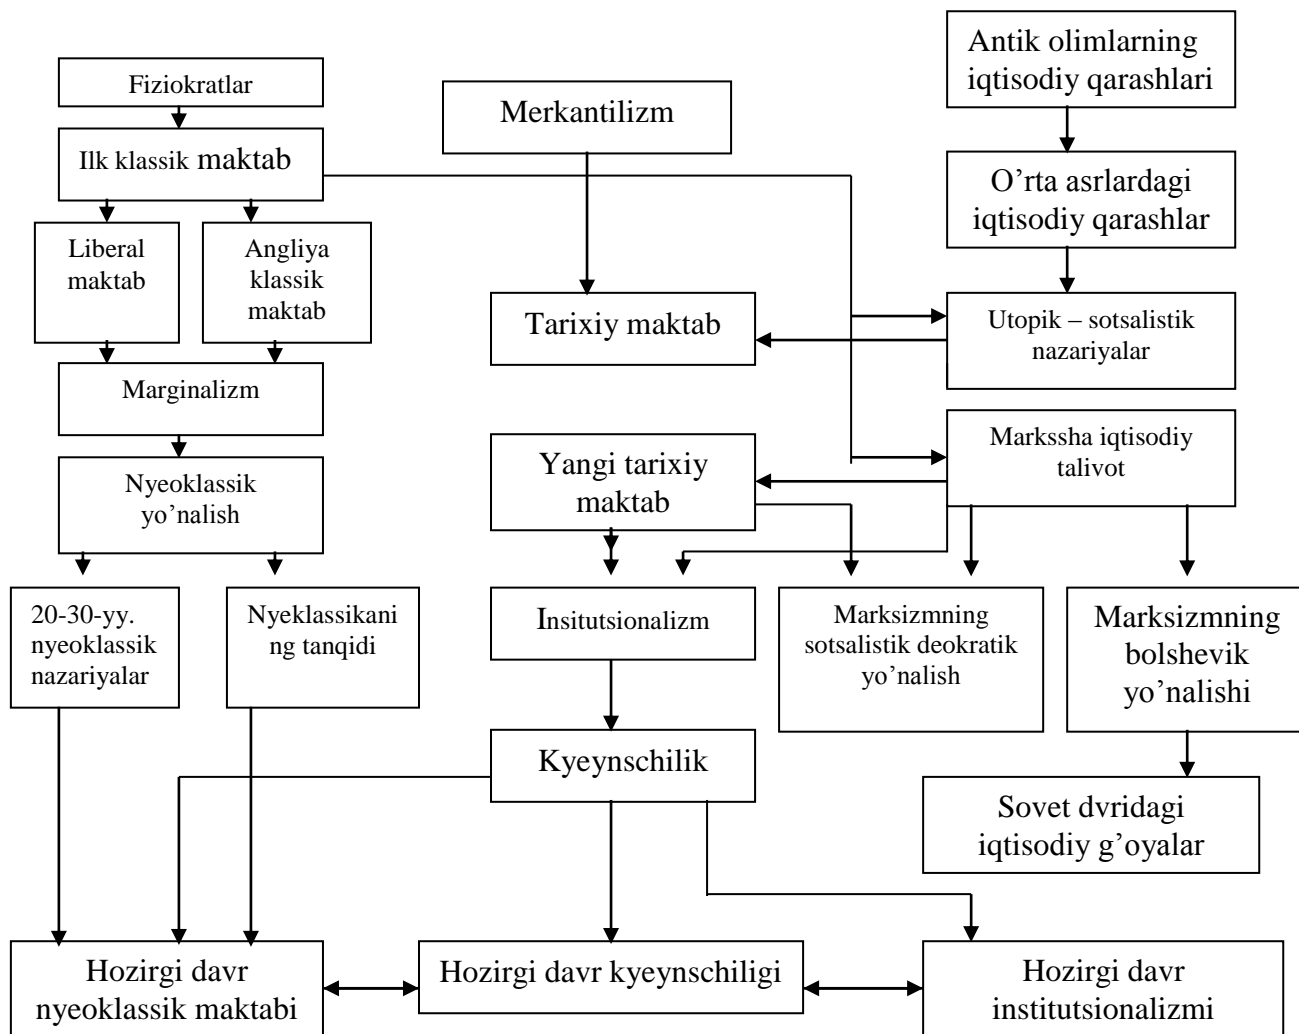 Antik olimlarning
iqtisodiy qarashlari
Fiziokratlar
Merkantilizm
Ilk klassik maktab
O’rta asrlardagi
iqtisodiy qarashlar
Liberal
maktab
Angliya
klassik
maktab
Tarixiy maktab
Utopik – sotsalistik
nazariyalar
Marginalizm
Markssha iqtisodiy
talivot
Yangi tarixiy
maktab
Nyeoklassik
yo’nalish
20-30-yy.
nyeoklassik
nazariyalar
Nyeklassikani
ng tanqidi
Insitutsionalizm
Marksizmning
sotsalistik deokratik
yo’nalish
Marksizmning
bolshevik
yo’nalishi
Kyeynschilik
Sovet dvridagi
iqtisodiy g’oyalar
Hozirgi davr
nyeoklassik maktabi
Hozirgi davr kyeynschiligi
Hozirgi davr
institutsionalizmi